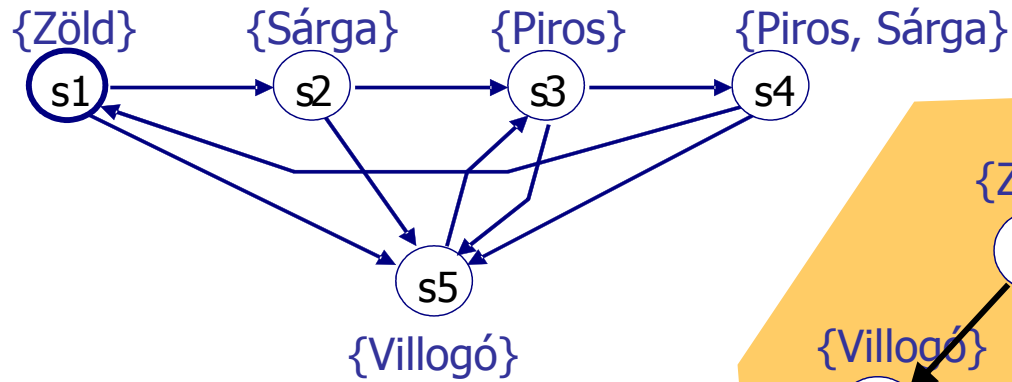 {Zöld} {Sárga} {Piros} {Piros, Sárga}
s1 s2 s3 s4
s5
{Villogó}
{Villogó}